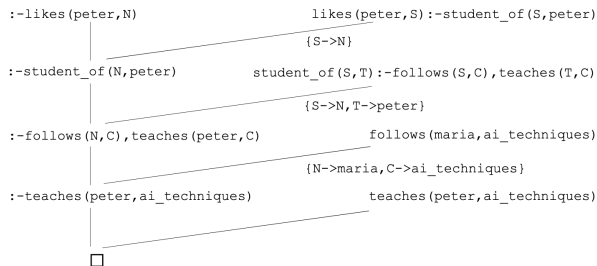 :-likes(peter,N) likes(peter,S):-student_of(S,peter)
{S->N}
:-student_of(N,peter) student_of(S,T):-follows(S,C),teaches(T,C)
{S->N,T->peter}
:-follows(N,C),teaches(peter,C) follows(maria,ai_techniques)
{N->maria,C->ai_techniques}
:-teaches(peter,ai_techniques) teaches(peter,ai_techniques)